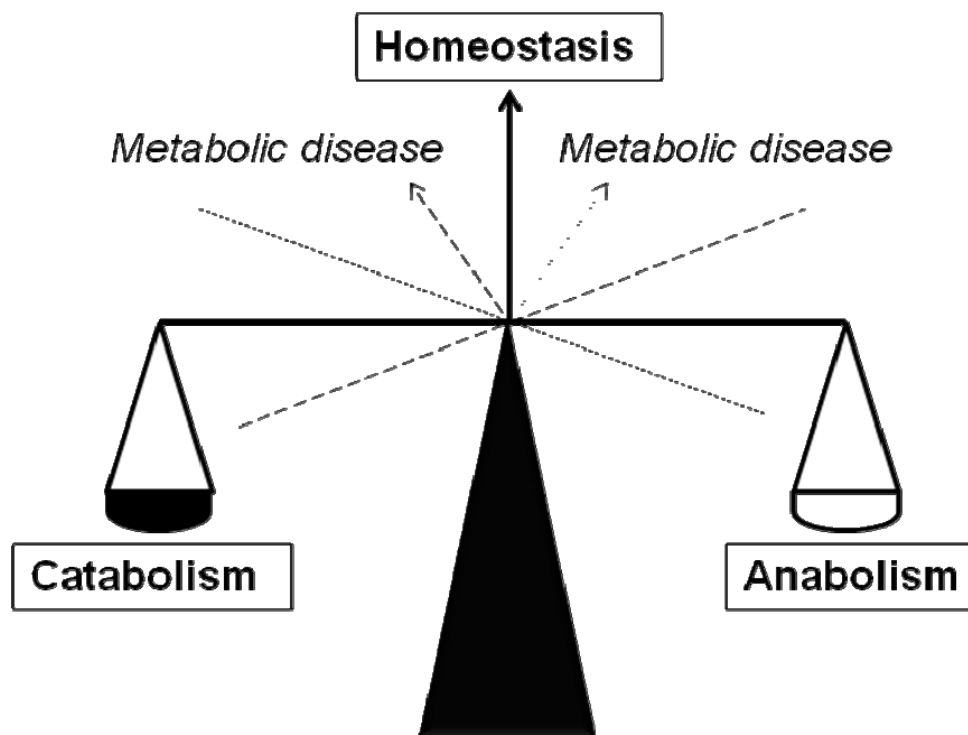 Homeostasis
Metabolic disease
Metabolic disease
Catabolism
Anabolism